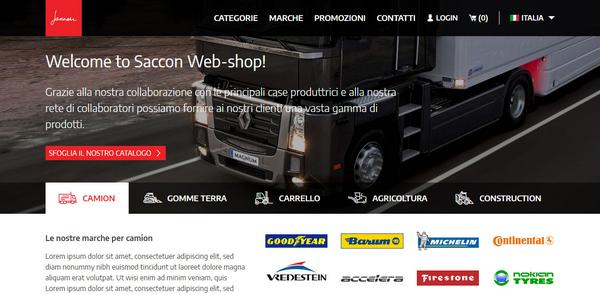 Saccon
CATEGORIE MARCHE PROMOZIONI CONTATTI LOGIN (0) ITALIA
Welcome to Saccon Web-shop!
Grazie alla nostra collaborazione con le principali case produttrici e alla nostra
rete di collaboratori possiamo fornire ai nostri clienti una vasta gamma di
prodotti.
SFOGLIA IL NOSTRO CATALOGO
MAGNUM
CAMION GOMME TERRA CARRELLO AGRICOLTURA CONSTRUCTION
Le nostre marche per camion
Lorem ipsum dolor sit amet, consectetuer adipiscing elit, sed
diam nonummy nibh euismod tincidunt ut laoreet dolore magna
aliquam erat volutpat. Ut wisi enim ad minim veniam, quis
Lorem ipsum dolor sit amet, consectetuer adipiscing elit, sed
GOODYEAR Barum MICHELIN Continental
VREDESTEIN accelera Firestone NOKIAN
TYRES